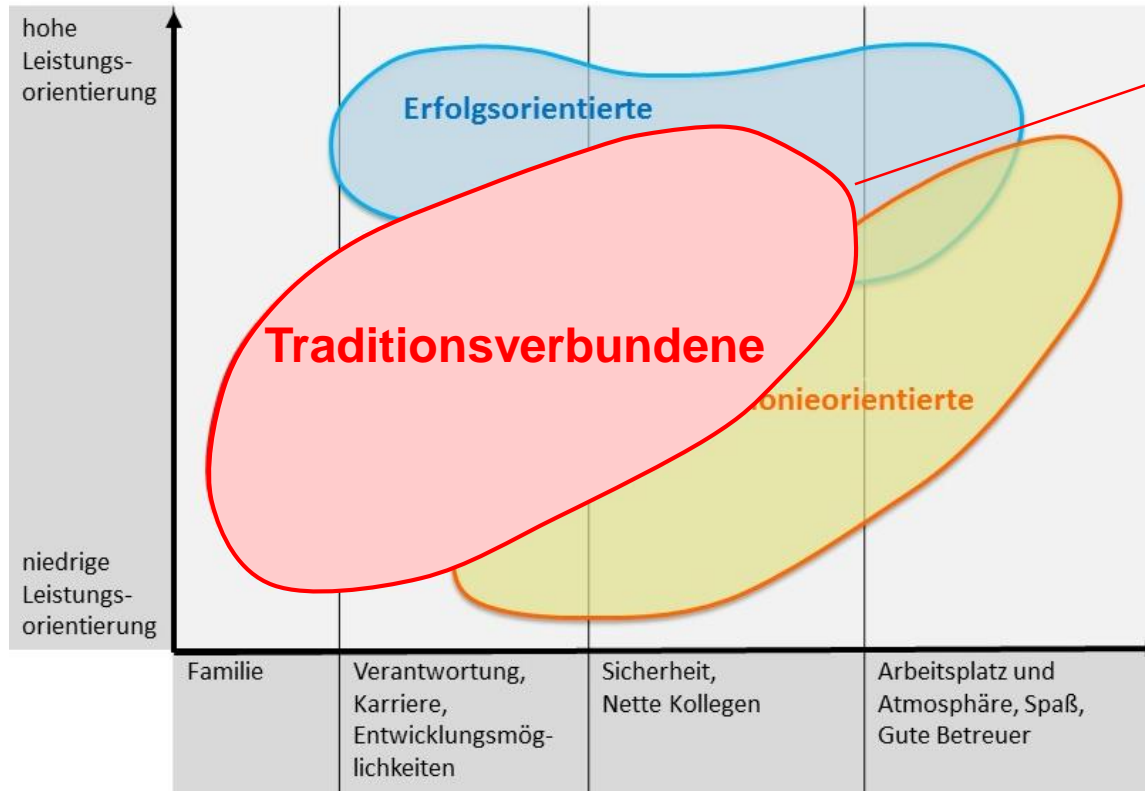 hohe
Leistungs-
orientierung
Erfolgsorientierte
Traditionsverbundene
onieorientierte
niedrige
Leistungs-
orientierung
Familie
Verantwortung,
Karriere,
Entwicklungsmög-
lichkeiten
Sicherheit,
Nette Kollegen
Arbeitsplatz und
Atmosphäre, Spaß,
Gute Betreuer